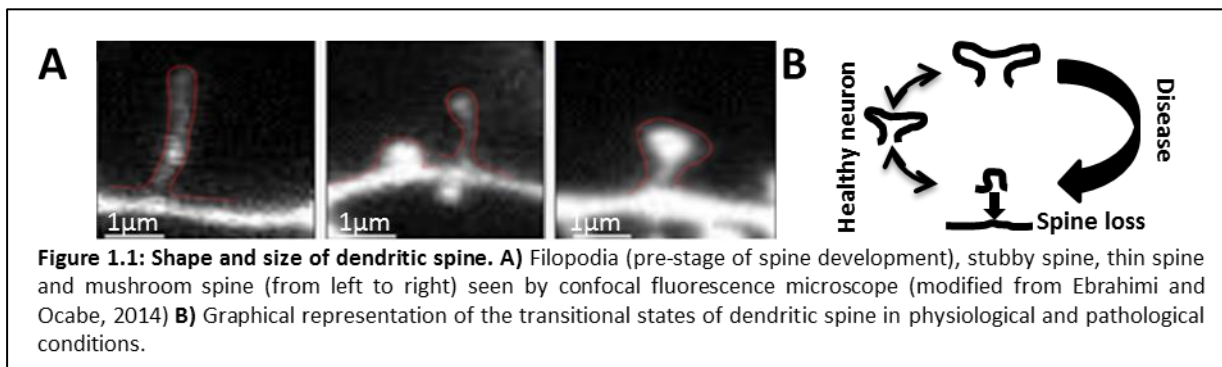 A
B
1μm
1μm
1μm
Healthy neuron
Disease
Spine loss
Figure 1.1: Shape and size of dendritic spine. A) Filopodia (pre-stage of spine development), stubby spine, thin spine
and mushroom spine (from left to right) seen by confocal fluorescence microscope (modified from Ebrahimi and
Ocabe, 2014) B) Graphical representation of the transitional states of dendritic spine in physiological and pathological
conditions.